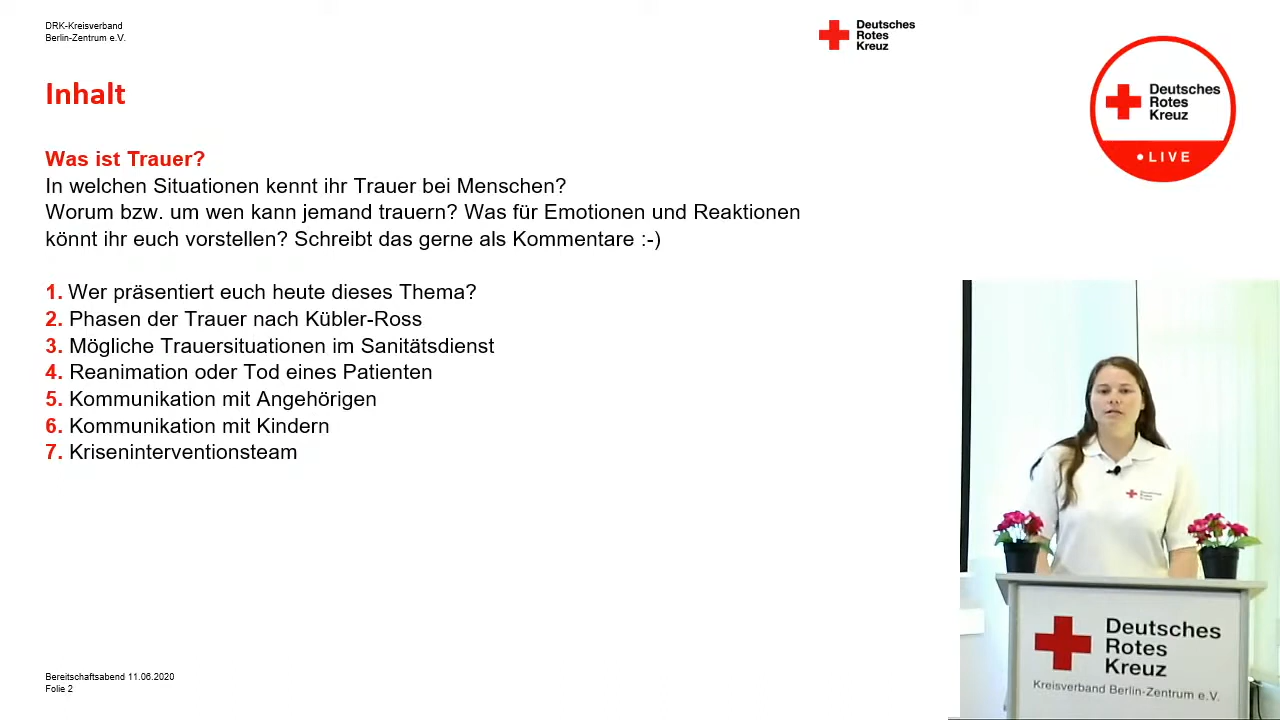 DRK-Kreisverband
Berlin-Zentrum e.V.
Deutsches
Rotes
Kreuz
Inhalt
Deutsches
Rotes
Kreuz
LIVE
Was ist Trauer?
In welchen Situationen kennt ihr Trauer bei Menschen?
Worum bzw. um wen kann jemand trauern? Was für Emotionen und Reaktionen
könnt ihr euch vorstellen? Schreibt das gerne als Kommentare :-)
1. Wer präsentiert euch heute dieses Thema?
2. Phasen der Trauer nach Kübler-Ross
3. Mögliche Trauersituationen im Sanitätsdienst
4. Reanimation oder Tod eines Patienten
5. Kommunikation mit Angehörigen
6. Kommunikation mit Kindern
7. Kriseninterventionsteam
Deutsches
Rotes
Kreuz
Kreisverband Berlin-Zentrum e.V.
Bereitschaftsabend 11.06.2020
Folie 2